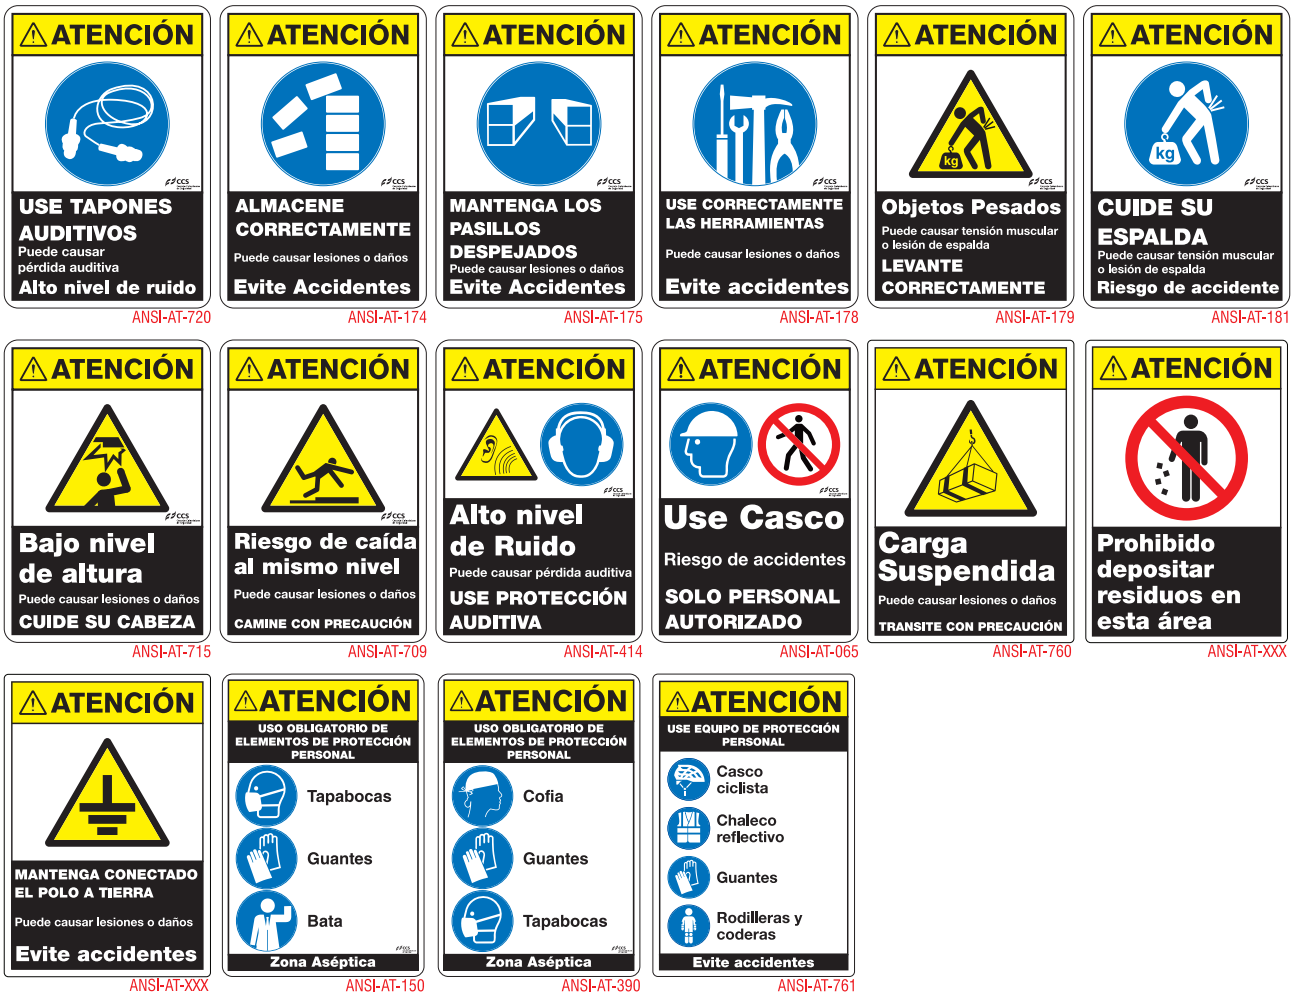 ATENCIÓN
CCS
USE TAPONES
AUDITIVOS
Puede causar
pérdida auditiva
Alto nivel de ruido
ANSI-AT-720
ATENCIÓN
CCS
ALMACENE
CORRECTAMENTE
Puede causar lesiones o daños
Evite Accidentes
ANSI-AT-174
ATENCIÓN
CCS
MANTENGA LOS
PASILLOS
DESPEJADOS
Puede causar lesiones o daños
Evite Accidentes
ANSI-AT-175
ATENCIÓN
CCS
USE CORRECTAMENTE
LAS HERRAMIENTAS
Puede causar lesiones o daños
Evite accidentes
ANSI-AT-178
ATENCIÓN
kg
CCS
Objetos Pesados
Puede causar tensión muscular
o lesión de espalda
LEVANTE
CORRECTAMENTE
ANSI-AT-179
ATENCIÓN
kg
CCS
CUIDE SU
ESPALDA
Puede causar tensión muscular
o lesión de espalda
Riesgo de accidente
ANSI-AT-181
ATENCIÓN
CCS
Bajo nivel
de altura
Puede causar lesiones o daños
CUIDE SU CABEZA
ANSI-AT-715
ATENCIÓN
CCS
Riesgo de caída
al mismo nivel
Puede causar lesiones o daños
CAMINE CON PRECAUCIÓN
ANSI-AT-709
ATENCIÓN
CCS
Alto nivel
de Ruido
Puede causar pérdida auditiva
USE PROTECCIÓN
AUDITIVA
ANSI-AT-414
ATENCIÓN
CCS
Use Casco
Riesgo de accidentes
SOLO PERSONAL
AUTORIZADO
ANSI-AT-065
ATENCIÓN
Carga
Suspendida
Puede causar lesiones o daños
TRANSITE CON PRECAUCIÓN
ANSI-AT-760
ATENCIÓN
Prohibido
depositar
residuos en
esta área
ANSI-AT-XXX
ATENCIÓN
MANTENGA CONECTADO
EL POLO A TIERRA
Puede causar lesiones o daños
Evite accidentes
ANSI-AT-XXX
ATENCIÓN
USO OBLIGATORIO DE
ELEMENTOS DE PROTECCIÓN
PERSONAL
Tapabocas
Guantes
Bata
CCS
Zona Aséptica
ANSI-AT-150
ATENCIÓN
USO OBLIGATORIO DE
ELEMENTOS DE PROTECCIÓN
PERSONAL
Cofia
Guantes
Tapabocas
CCS
Zona Aséptica
ANSI-AT-390
ATENCIÓN
USE EQUIPO DE PROTECCIÓN
PERSONAL
Casco
ciclista
Chaleco
reflectivo
Guantes
Rodilleras y
coderas
Evite accidentes
ANSI-AT-761